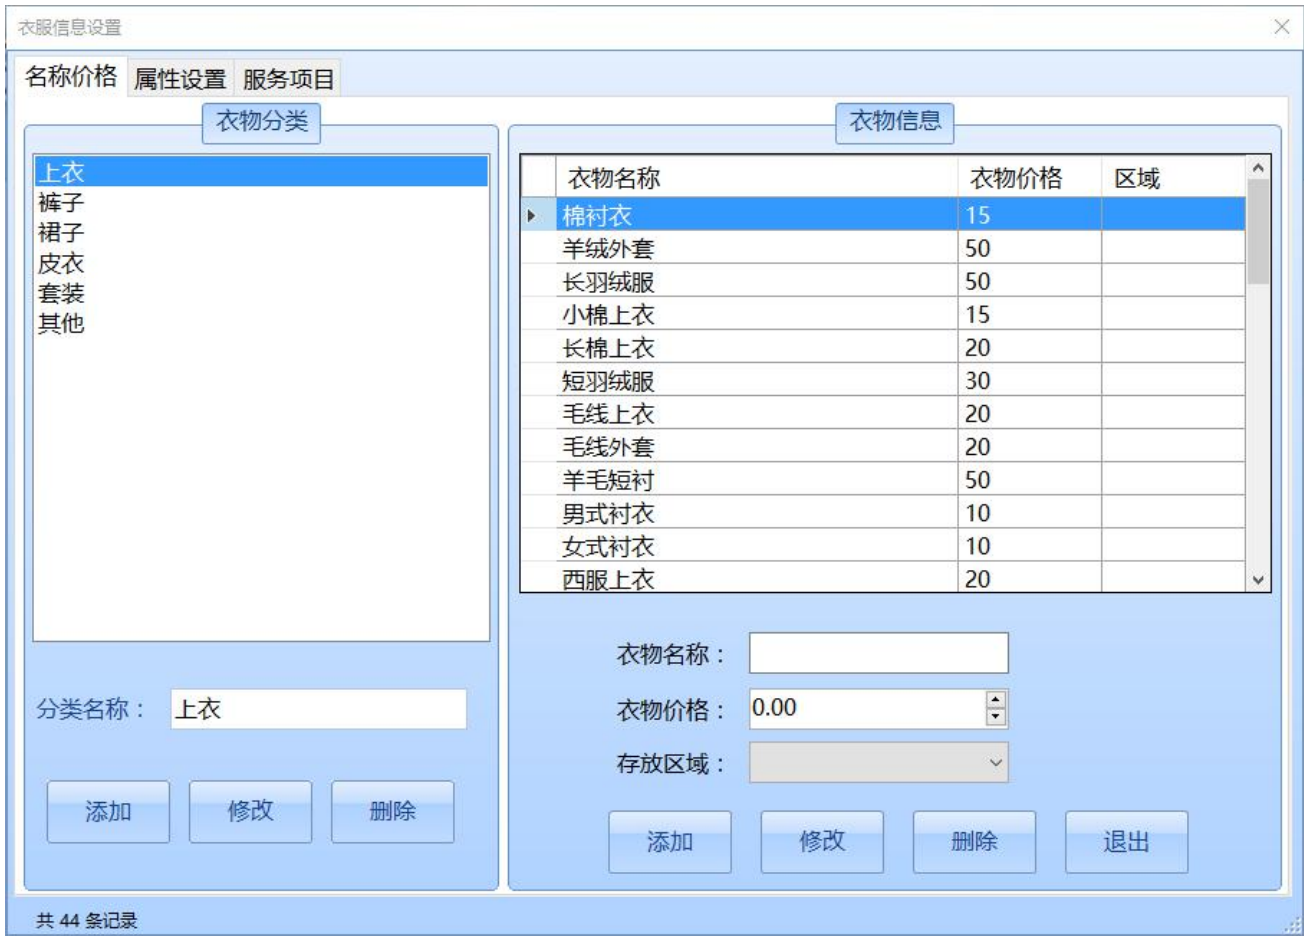 衣服信息设置
名称价格 属性设置 服务项目
衣物分类
上衣
裤子
裙子
皮衣
套装
其他
分类名称： 上衣
添加 修改 删除
衣物信息
衣物名称 衣物价格 区域
棉衬衣 15
羊绒外套 50
长羽绒服 50
小棉上衣 15
长棉上衣 20
短羽绒服 30
毛线上衣 20
毛线外套 20
羊毛短衬 50
男式衬衣 10
女式衬衣 10
西服上衣 20
衣物名称：
衣物价格： 0.00
存放区域：
添加 修改 删除 退出
共 44 条记录